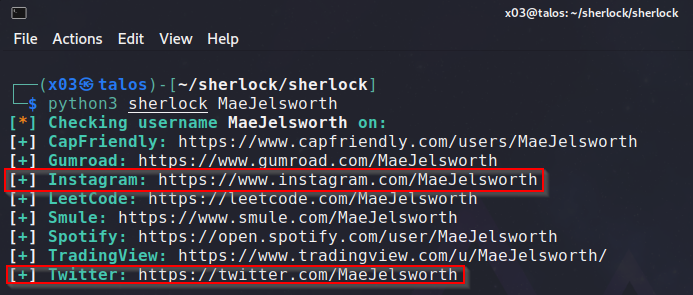 x03@talos: ~/sherlock/sherlock
File Actions Edit View Help
┌──(x03㉿talos)-[~/sherlock/sherlock]
└─$ python3 sherlock MaeJelsworth
[*] Checking username MaeJelsworth on:
[+] CapFriendly: https://www.capfriendly.com/users/MaeJelsworth
[+] Gumroad: https://www.gumroad.com/MaeJelsworth
[+] Instagram: https://www.instagram.com/MaeJelsworth
[+] LeetCode: https://leetcode.com/MaeJelsworth
[+] Smule: https://www.smule.com/MaeJelsworth
[+] Spotify: https://open.spotify.com/user/MaeJelsworth
[+] TradingView: https://www.tradingview.com/u/MaeJelsworth/
[+] Twitter: https://twitter.com/MaeJelsworth